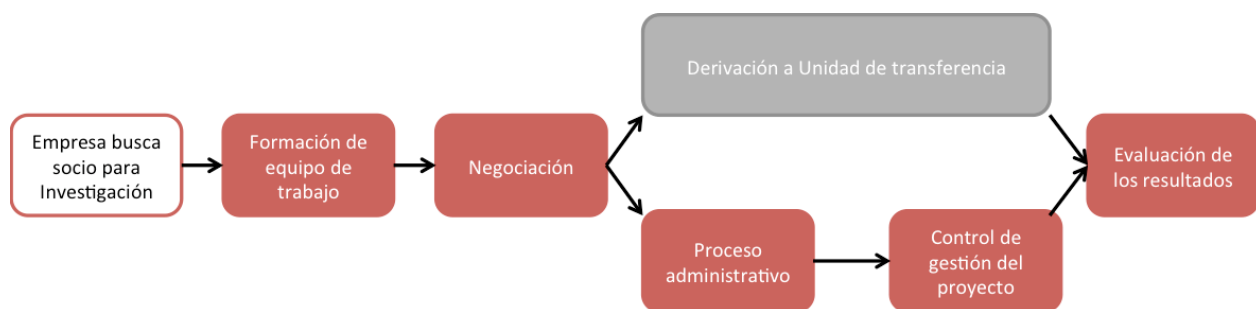 Derivación a Unidad de transferencia
Empresa busca
socio para
Investigación
Formación de
equipo de
trabajo
Negociación
Evaluación de
los resultados
Proceso
administrativo
Control de
gestión del
proyecto